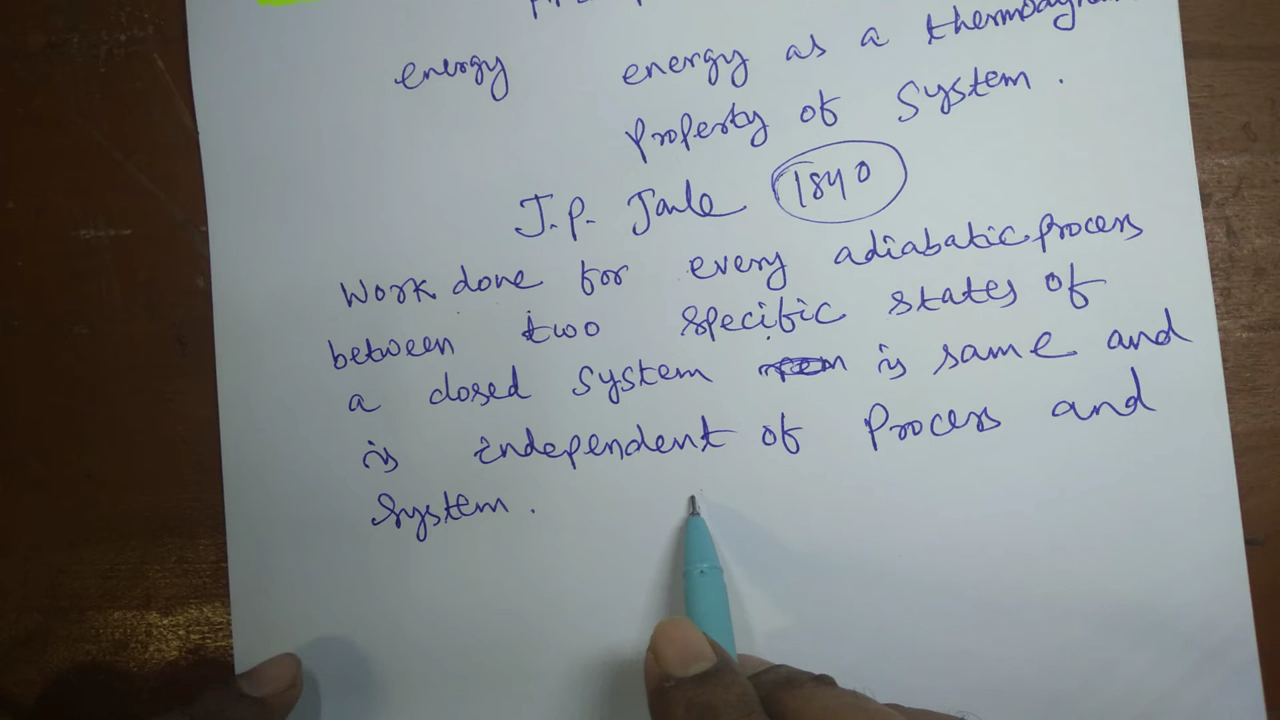 energy energy as a
Property of System.
J.P. Joule 1840
Work done for every adiabatic process
between two specific states of
a closed system is same and
is independent of Process and
System.